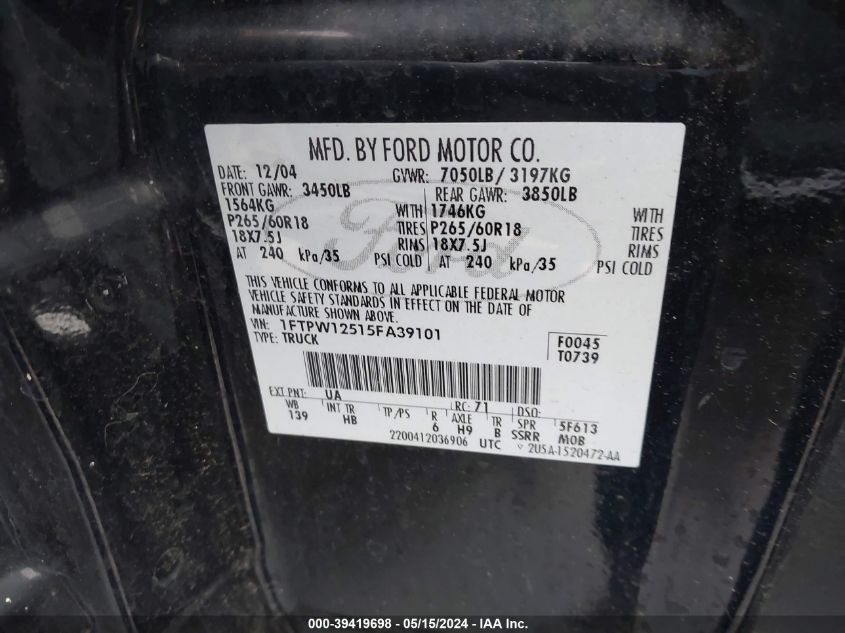 MFD. BY FORD MOTOR CO.
DATE: 12/04 GVWR: 7050LB/ 3197KG
FRONT GAWR: 3450LB REAR GAWR: 3850LB
1564KG WITH 1746KG WITH
P265/60R18 TIRES P265/60R18 TIRES
18X7.5J RIMS 18X7.5J RIMS
AT 240 kPa/35 PSI COLD AT 240 kPa/35 PSI COLD
Ford
THIS VEHICLE CONFORMS TO ALL APPLICABLE FEDERAL MOTOR
VEHICLE SAFETY STANDARDS IN EFFECT ON THE DATE OF
MANUFACTURE SHOWN ABOVE.
VIN: 1FTPW12515FA39101
TYPE: TRUCK
F0045
T0739
EXT PNT: UA RC: 71 DSO:
WB INT TR TP/PS R AXLE TR SPR 5F613
139 HB 6 H9 B SSRR MOB
2200412036906 UTC 2U5A-1520472-AA
000-39419698 - 05/15/2024 - IAA Inc.